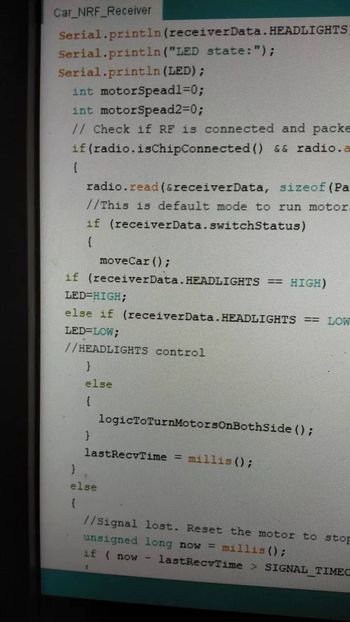 Car_NRF_Receiver
Serial.println(receiverData.HEADLIGHTS
Serial.println("LED state:");
Serial.println(LED);
int motorSpead1=0;
int motorSpead2=0;
// Check if RF is connected and packe
if(radio.isChipConnected() && radio.a
{
radio.read(&receiverData, sizeof(Pa
//This is default mode to run motor
if (receiverData.switchStatus)
{
moveCar();
if (receiverData.HEADLIGHTS == HIGH)
LED=HIGH;
else if (receiverData.HEADLIGHTS == LOW
LED=LOW;
//HEADLIGHTS control
}
else
{
logicToTurnMotorsOnBothSide();
}
lastRecvTime = millis();
}
else
{
//Signal lost. Reset the motor to stop
unsigned long now = millis();
if ( now - lastRecvTime > SIGNAL_TIMEO